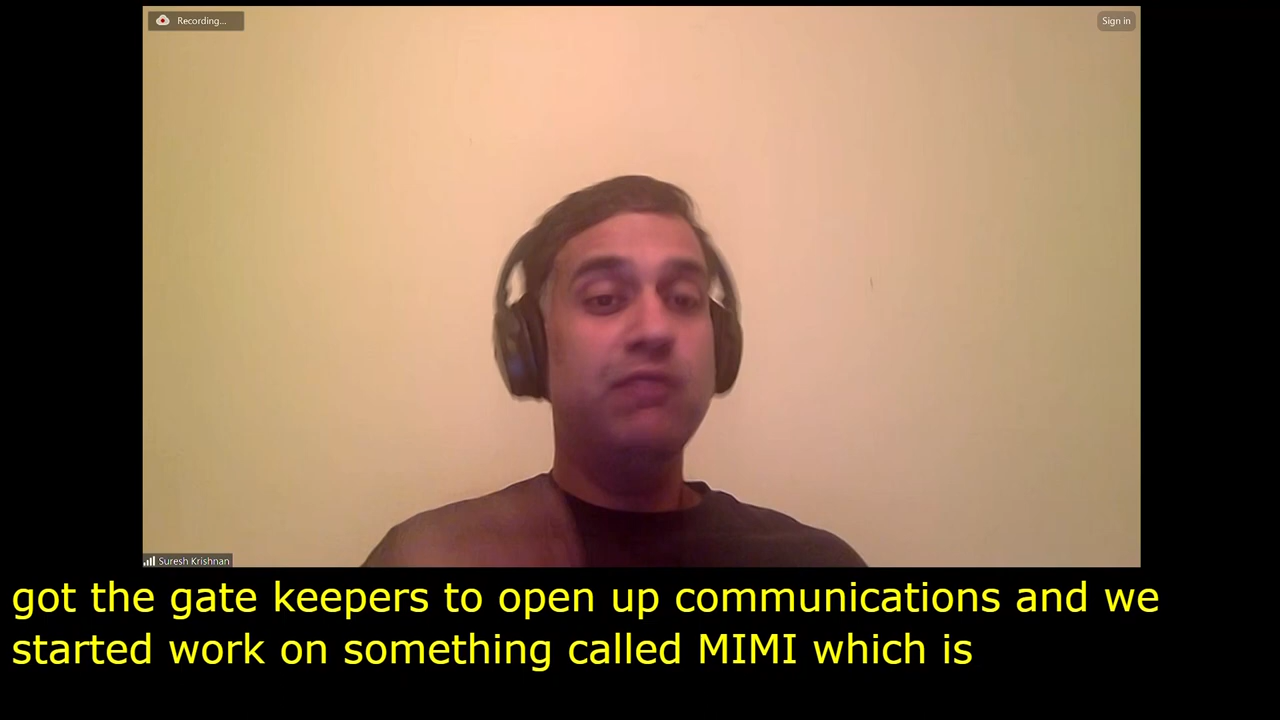 Recording...
Sign in
Suresh Krishnan
got the gate keepers to open up communications and we
started work on something called MIMI which is